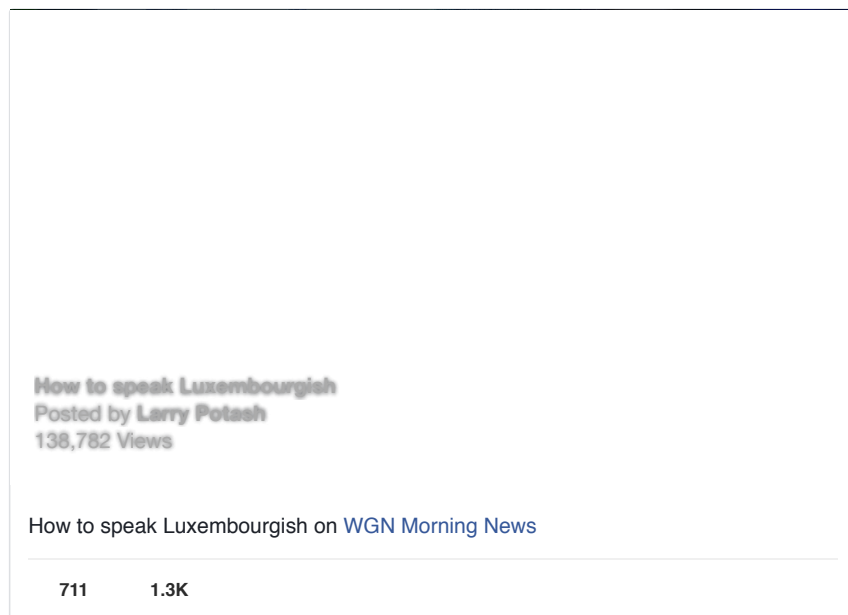 How to speak Luxembourgish
Posted by Larry Potash
138,782 Views
How to speak Luxembourgish on WGN Morning News
711 1.3K